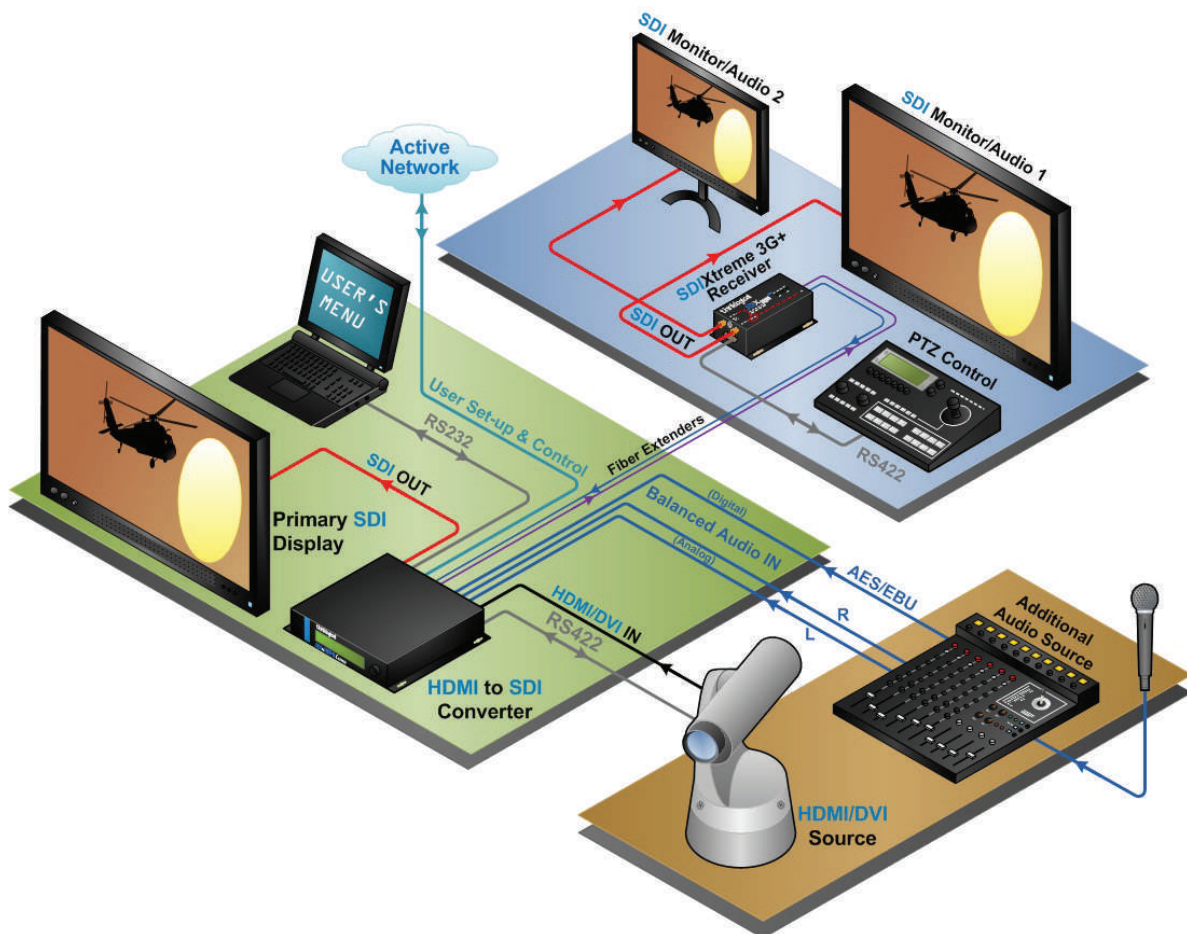 SDI Monitor/Audio 2
SDI Monitor/Audio 1
Active
Network
USER'S
MENU
SDIXtreme 3G+
Receiver
SDI OUT
PTZ Control
RS422
User Set-up & Control
RS232
Fiber Extenders
SDI OUT
Primary SDI
Display
(Digital)
Balanced Audio IN
(Analog)
AES/EBU
R
L
HDMI/DVI IN
RS422
HDMI to SDI
Converter
Additional
Audio Source
HDMI/DVI
Source